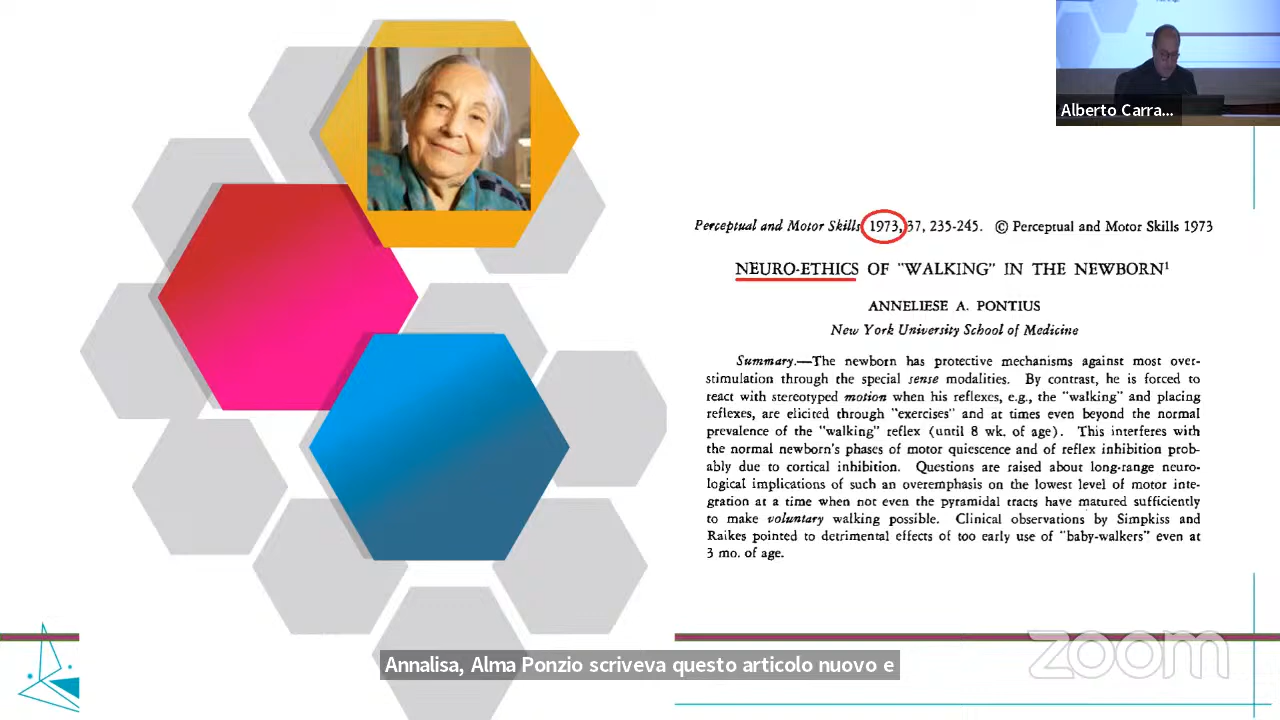 Alberto Carra...
Perceptual and Motor Skills, 1973, 37, 235-245. © Perceptual and Motor Skills 1973
NEURO-ETHICS OF "WALKING" IN THE NEWBORN¹
ANNELIESE A. PONTIUS
New York University School of Medicine
Summary.—The newborn has protective mechanisms against most over-
stimulation through the special sense modalities. By contrast, he is forced to
react with stereotyped motion when his reflexes, e.g., the "walking" and placing
reflexes, are elicited through "exercises" and at times even beyond the normal
prevalence of the "walking" reflex (until 8 wk. of age). This interferes with
the normal newborn's phases of motor quiescence and of reflex inhibition prob-
ably due to cortical inhibition. Questions are raised about long-range neuro-
logical implications of such an overemphasis on the lowest level of motor inte-
gration at a time when not even the pyramidal tracts have matured sufficiently
to make voluntary walking possible. Clinical observations by Simpkiss and
Raikes pointed to detrimental effects of too early use of "baby-walkers" even at
3 mo. of age.
zoom
Annalisa, Alma Ponzio scriveva questo articolo nuovo e